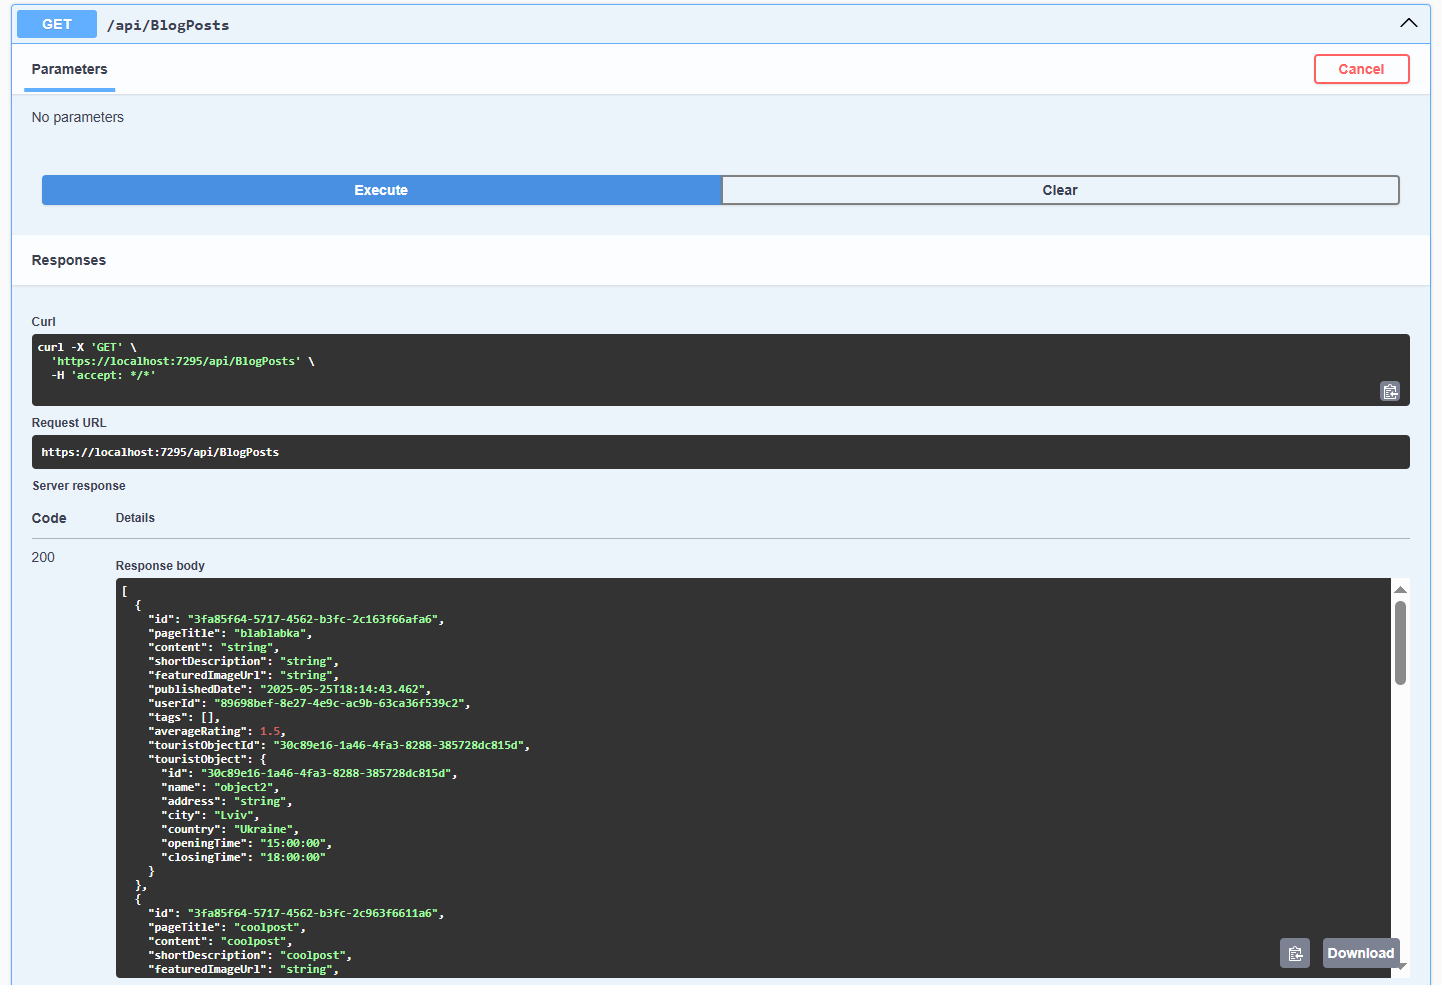 GET /api/BlogPosts
Parameters
Cancel
No parameters
Execute
Clear
Responses
Curl
curl -X 'GET' \
  'https://localhost:7295/api/BlogPosts' \
  -H 'accept: */*'
Request URL
https://localhost:7295/api/BlogPosts
Server response
Code Details
200
Response body
[
  {
    "id": "3fa85f64-5717-4562-b3fc-2c163f66afa6",
    "pageTitle": "blablabka",
    "content": "string",
    "shortDescription": "string",
    "featuredImageUrl": "string",
    "publishedDate": "2025-05-25T18:14:43.462",
    "userId": "89698bef-8e27-4e9c-ac9b-63ca36f539c2",
    "tags": [],
    "averageRating": 1.5,
    "touristObjectId": "30c89e16-1a46-4fa3-8288-385728dc815d",
    "touristObject": {
      "id": "30c89e16-1a46-4fa3-8288-385728dc815d",
      "name": "object2",
      "address": "string",
      "city": "Lviv",
      "country": "Ukraine",
      "openingTime": "15:00:00",
      "closingTime": "18:00:00"
    }
  },
  {
    "id": "3fa85f64-5717-4562-b3fc-2c963f6611a6",
    "pageTitle": "coolpost",
    "content": "coolpost",
    "shortDescription": "coolpost",
    "featuredImageUrl": "string",
Download